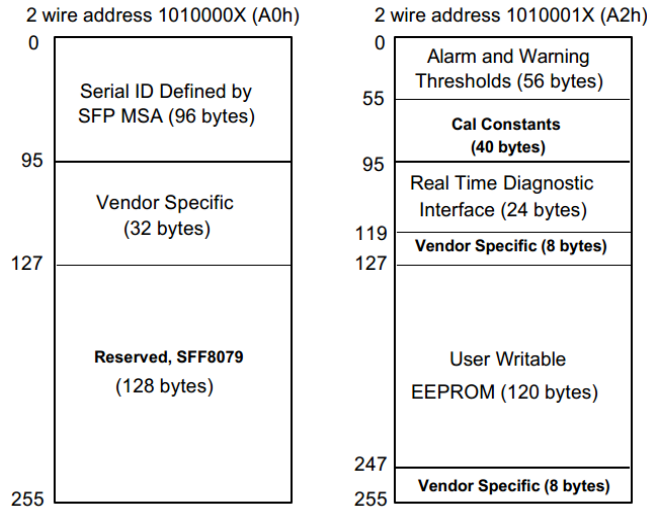 2 wire address 1010000X (A0h)
0
Serial ID Defined by
SFP MSA (96 bytes)
95
Vendor Specific
(32 bytes)
127
Reserved, SFF8079
(128 bytes)
255
2 wire address 1010001X (A2h)
0
Alarm and Warning
Thresholds (56 bytes)
55
Cal Constants
(40 bytes)
95
Real Time Diagnostic
Interface (24 bytes)
119
Vendor Specific (8 bytes)
127
User Writable
EEPROM (120 bytes)
247
Vendor Specific (8 bytes)
255